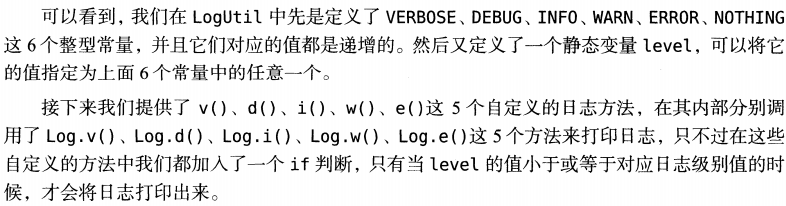 可以看到，我们在 LogUtil 中先是定义了 VERBOSE、DEBUG、INFO、WARN、ERROR、NOTHING
这 6 个整型常量，并且它们对应的值都是递增的。然后又定义了一个静态变量 level，可以将它
的值指定为上面 6 个常量中的任意一个。
接下来我们提供了 v()、d()、i()、w()、e()这 5 个自定义的日志方法，在其内部分别调
用了 Log.v()、Log.d()、Log.i()、Log.w()、Log.e()这 5 个方法来打印日志，只不过在这些
自定义的方法中我们都加入了一个 if 判断，只有当 level 的值小于或等于对应日志级别值的时
候，才会将日志打印出来。